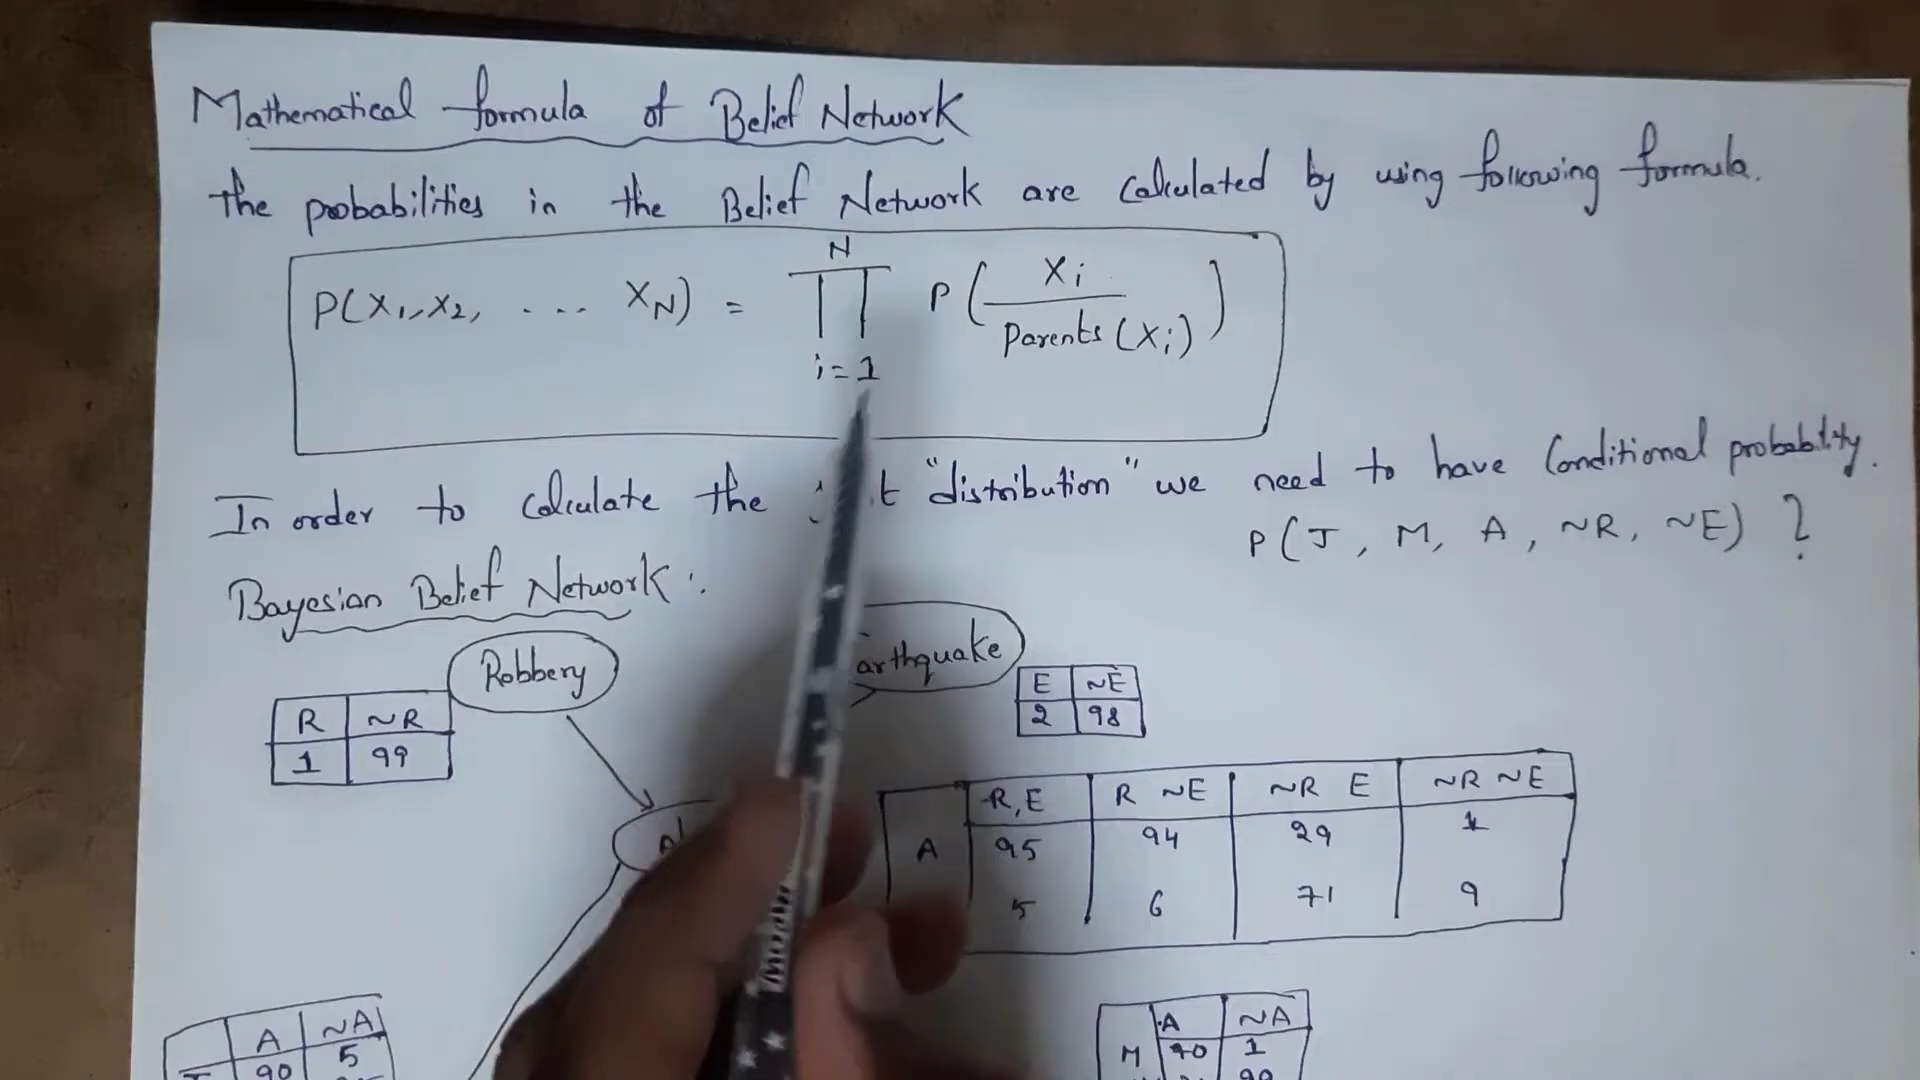 Mathematical formula of Belief Network
the probabilities in the Belief Network are calculated by using following formula.
P(X1, X2, ... XN) = N ∏ i=1 P(Xi / Parents(Xi))
In order to calculate the "distribution" we need to have Conditional probability.
P(J, M, A, ~R, ~E) ?
Bayesian Belief Network:
Robbery
arthquake
E ~E
2 98
R ~R
1 99
R,E R ~E ~R E ~R ~E
A 95 94 29 1
5 6 71 9
A ~A
90 5
A ~A
M 70 1